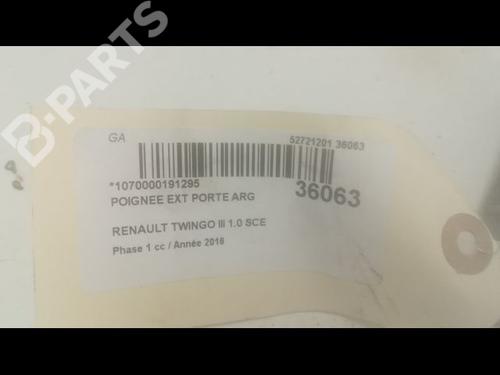 B-PARTS
GA
52721201 36063
*1070000191295
36063
POIGNEE EXT PORTE ARG
RENAULT TWINGO III 1.0 SCE
Phase 1 cc / Année 2016